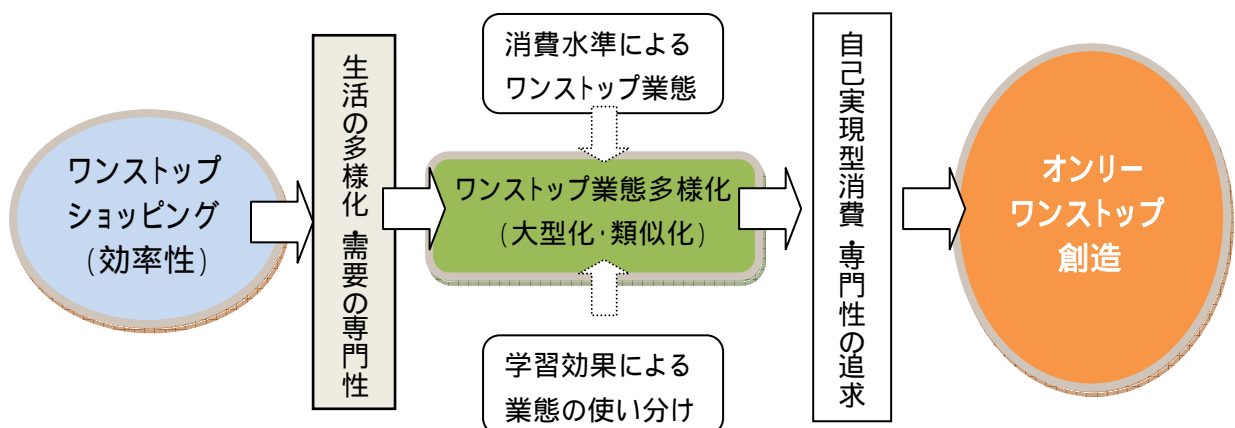 ワンストップ
ショッピング
(効率性)
生活の多様化・需要の専門性
消費水準による
ワンストップ業態
ワンストップ業態多様化
(大型化・類似化)
学習効果による
業態の使い分け
自己実現型消費・専門性の追求
オンリー
ワンストップ
創造